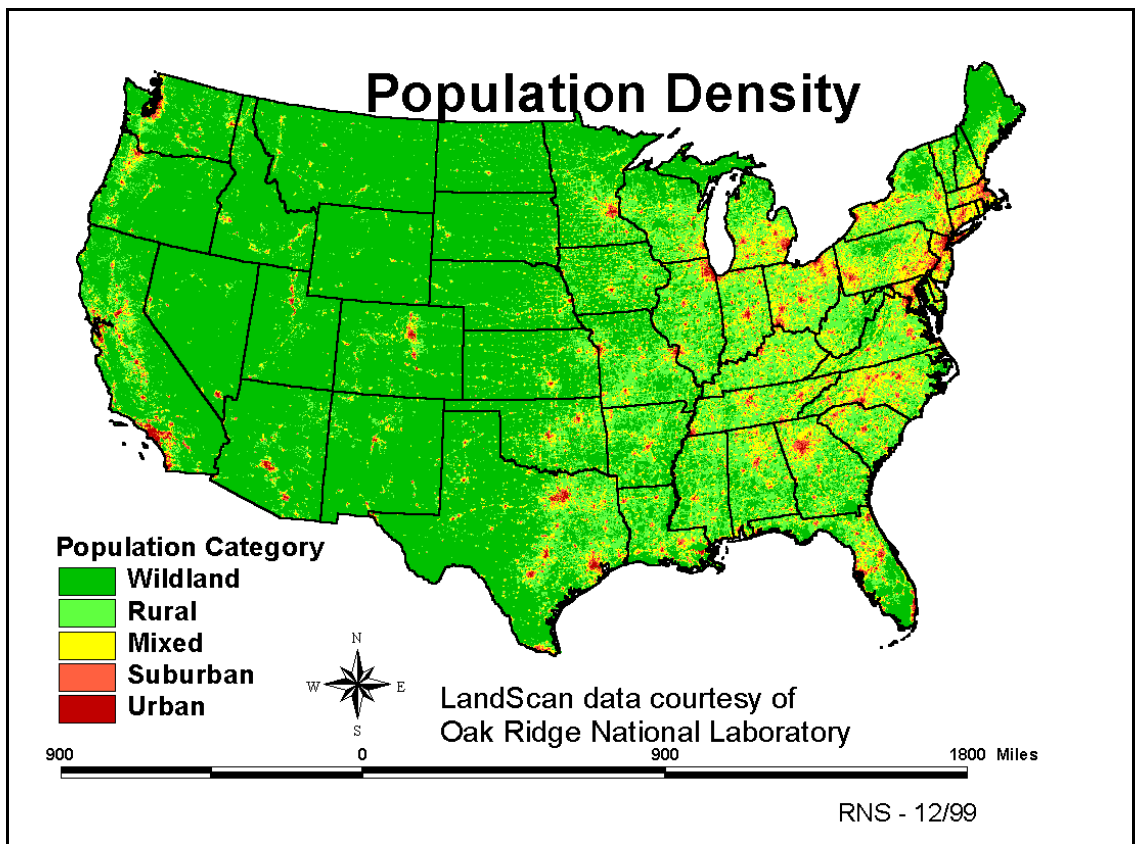 Population Density
Population Category
Wildland
Rural
Mixed
Suburban
Urban
N
W E
S
LandScan data courtesy of
Oak Ridge National Laboratory
900 0 900 1800 Miles
RNS - 12/99